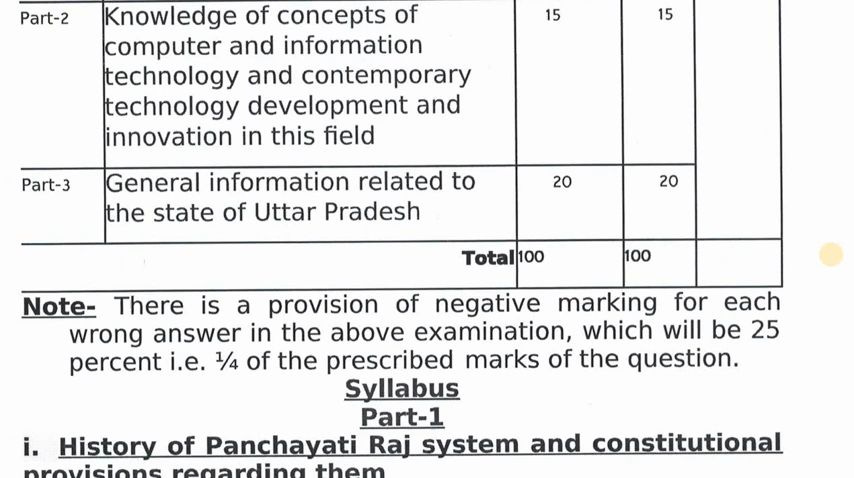 Part-2 Knowledge of concepts of 15 15
computer and information
technology and contemporary
technology development and
innovation in this field
Part-3 General information related to 20 20
the state of Uttar Pradesh
Total 100 100
Note- There is a provision of negative marking for each
wrong answer in the above examination, which will be 25
percent i.e. ¼ of the prescribed marks of the question.
Syllabus
Part-1
i. History of Panchayati Raj system and constitutional
provisions regarding them